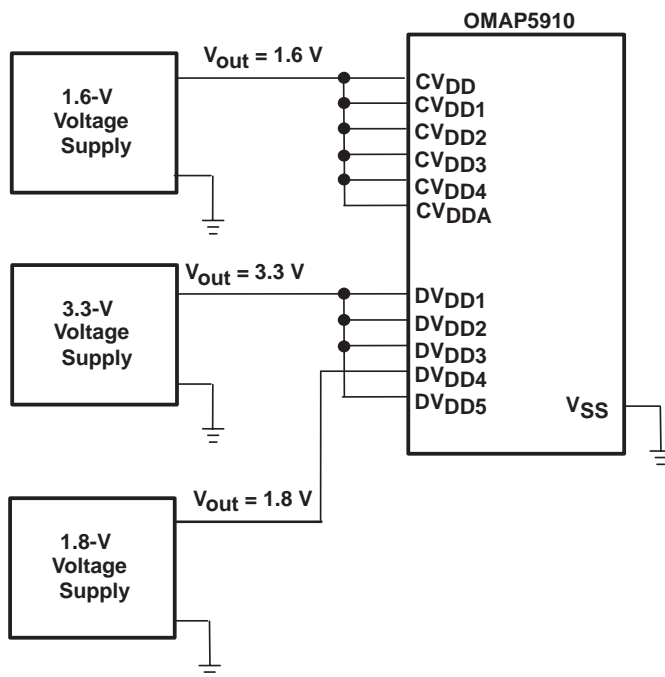 OMAP5910
Vout = 1.6 V
1.6-V
Voltage
Supply
CVDD
CVDD1
CVDD2
CVDD3
CVDD4
CVDDA
Vout = 3.3 V
3.3-V
Voltage
Supply
DVDD1
DVDD2
DVDD3
DVDD4
DVDD5
VSS
Vout = 1.8 V
1.8-V
Voltage
Supply